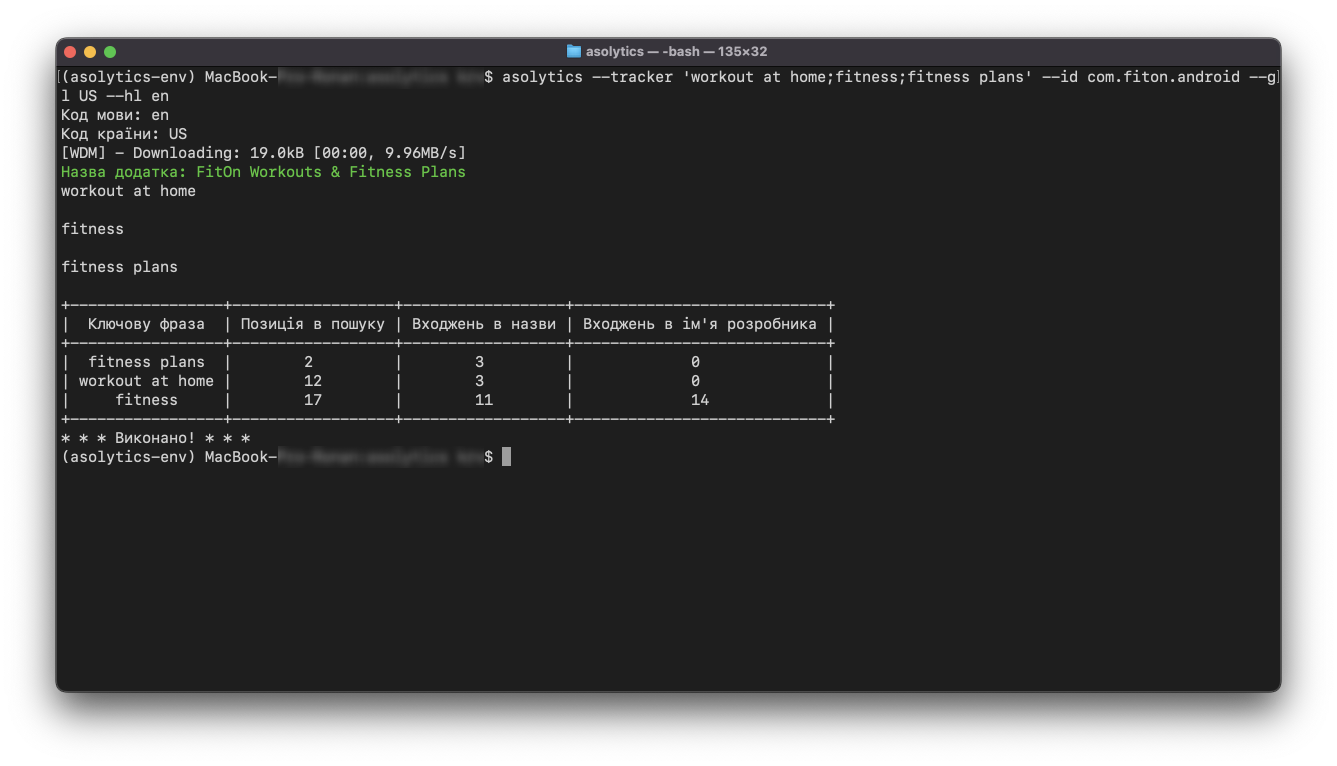 asolytics — -bash — 135×32
[(asolytics-env) MacBook- $ asolytics --tracker 'workout at home;fitness;fitness plans' --id com.fiton.android --g]
l US --hl en
Код мови: en
Код країни: US
[WDM] - Downloading: 19.0kB [00:00, 9.96MB/s]
Назва додатка: FitOn Workouts & Fitness Plans
workout at home
fitness
fitness plans
+-----------------+------------------+------------------+----------------------------+
| Ключову фраза | Позиція в пошуку | Входжень в назви | Входжень в ім'я розробника |
+-----------------+------------------+------------------+----------------------------+
| fitness plans | 2 | 3 | 0 |
| workout at home | 12 | 3 | 0 |
| fitness | 17 | 11 | 14 |
+-----------------+------------------+------------------+----------------------------+
* * * Виконано! * * *
(asolytics-env) MacBook- $